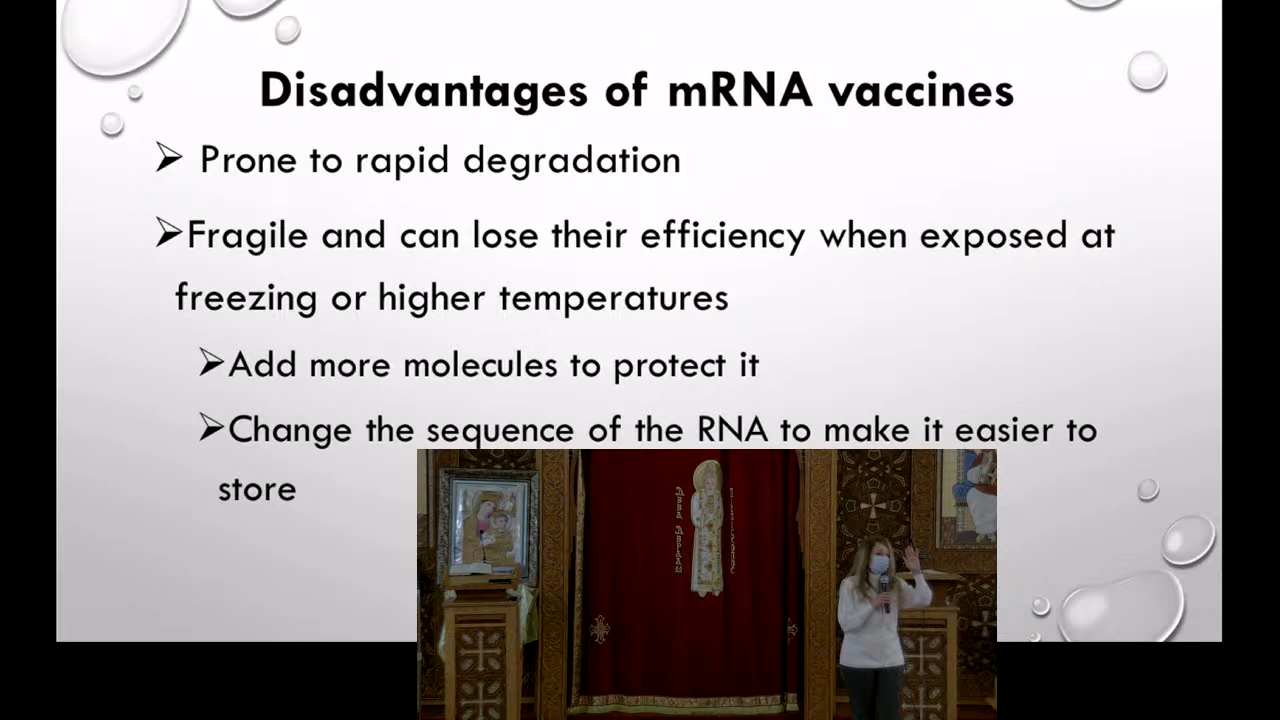 Disadvantages of mRNA vaccines
➢ Prone to rapid degradation
➢Fragile and can lose their efficiency when exposed at
freezing or higher temperatures
➢Add more molecules to protect it
➢Change the sequence of the RNA to make it easier to
store
ⲁⲃⲃⲁ ⲁⲃⲣⲁⲁⲙ